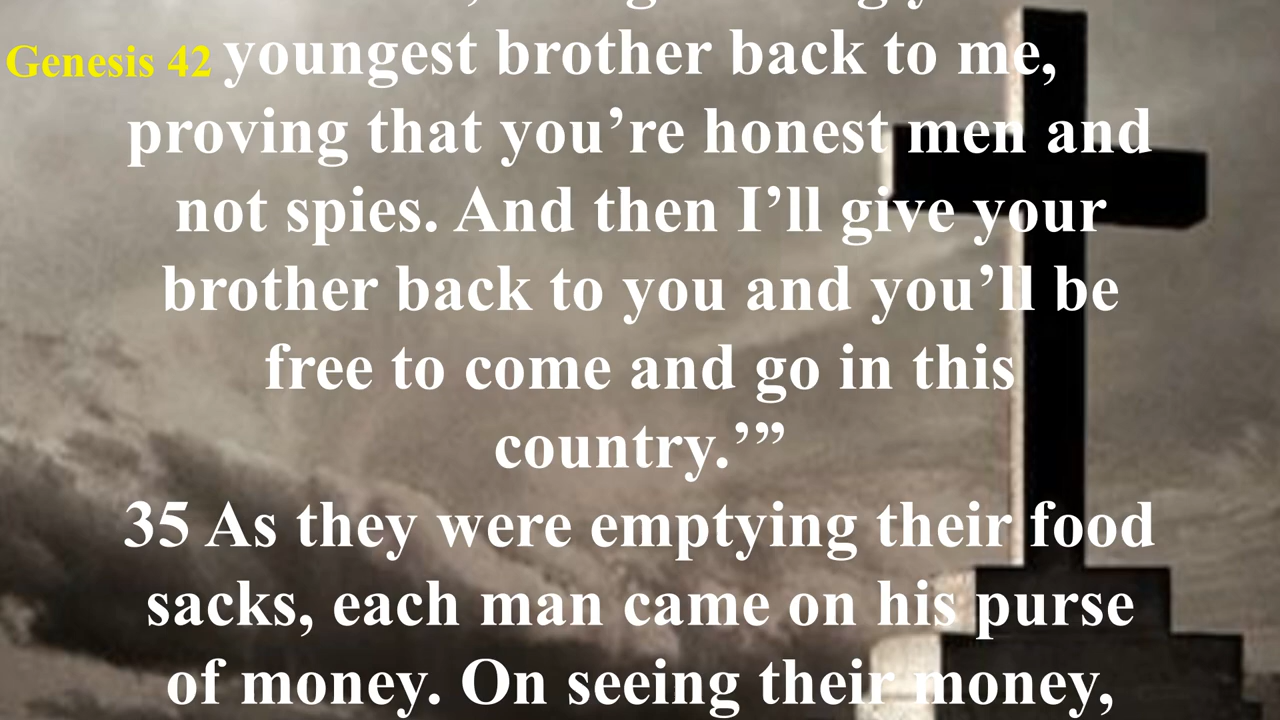 Genesis 42 youngest brother back to me,
proving that you’re honest men and
not spies. And then I’ll give your
brother back to you and you’ll be
free to come and go in this
country.’”
35 As they were emptying their food
sacks, each man came on his purse
of money. On seeing their money,